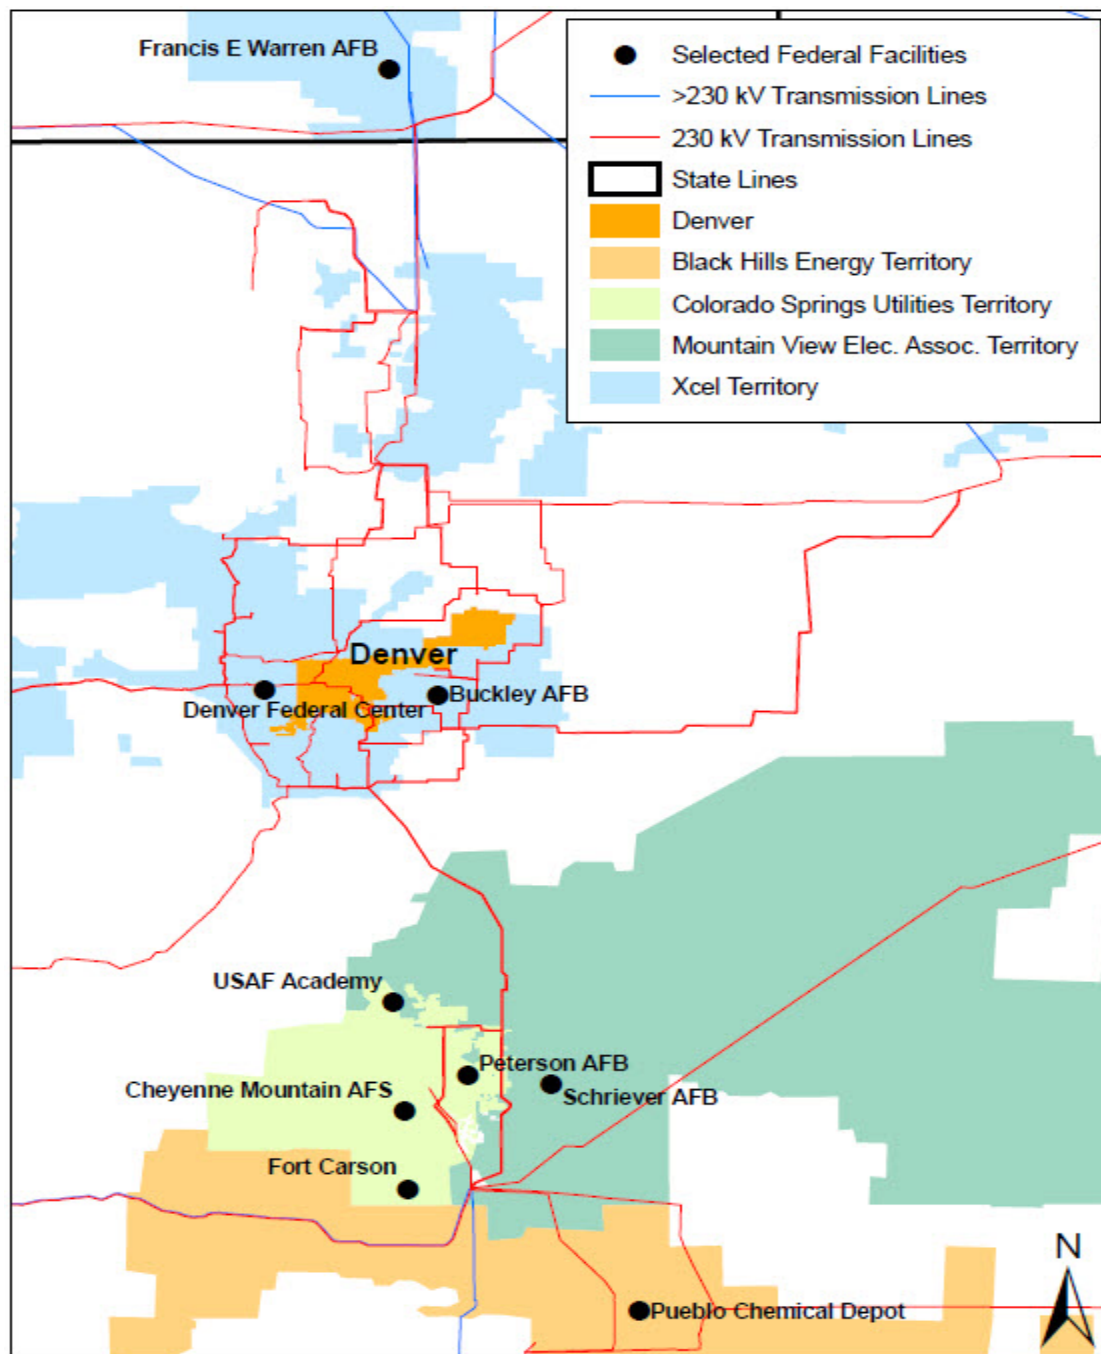 Francis E Warren AFB
Selected Federal Facilities
>230 kV Transmission Lines
230 kV Transmission Lines
State Lines
Denver
Black Hills Energy Territory
Colorado Springs Utilities Territory
Mountain View Elec. Assoc. Territory
Xcel Territory
Denver
Buckley AFB
Denver Federal Center
USAF Academy
Peterson AFB
Cheyenne Mountain AFS
Schriever AFB
Fort Carson
N
Pueblo Chemical Depot